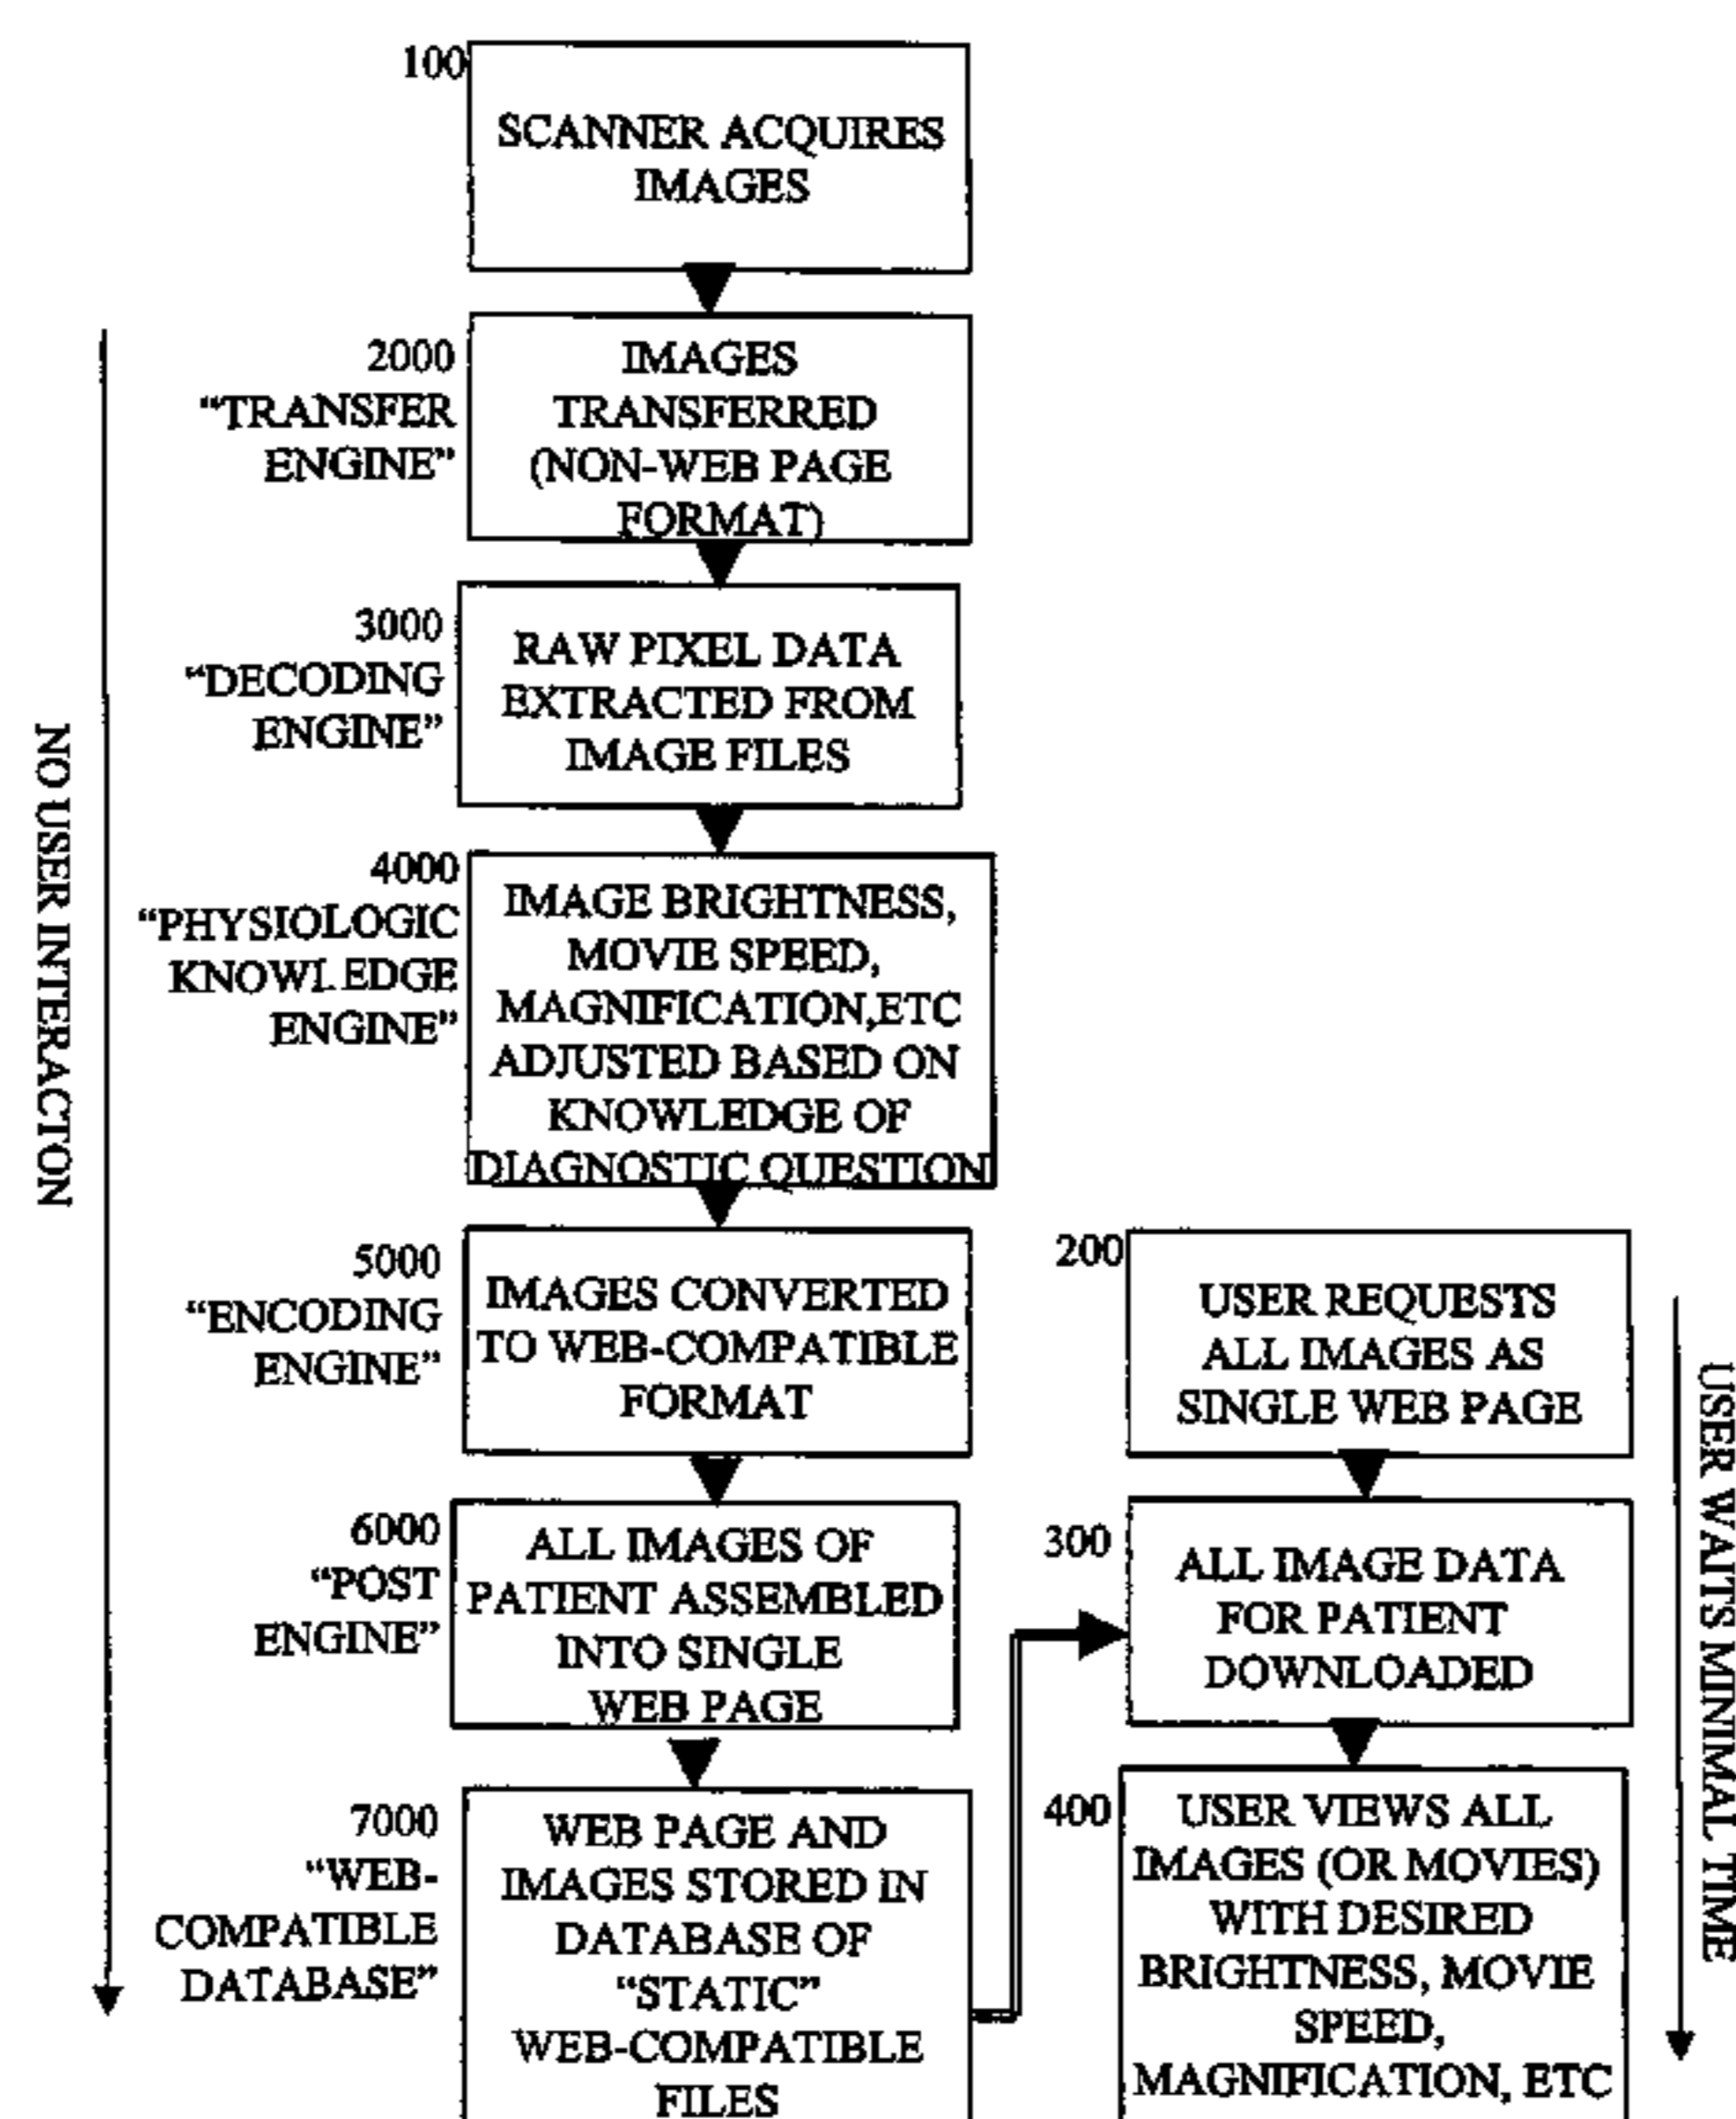 100
SCANNER ACQUIRES
IMAGES
2000
“TRANSFER
ENGINE”
IMAGES
TRANSFERRED
(NON-WEB PAGE
FORMAT)
3000
“DECODING
ENGINE”
RAW PIXEL DATA
EXTRACTED FROM
IMAGE FILES
4000
“PHYSIOLOGIC
KNOWLEDGE
ENGINE”
IMAGE BRIGHTNESS,
MOVIE SPEED,
MAGNIFICATION,ETC
ADJUSTED BASED ON
KNOWLEDGE OF
DIAGNOSTIC QUESTION
5000
“ENCODING
ENGINE”
IMAGES CONVERTED
TO WEB-COMPATIBLE
FORMAT
6000
“POST
ENGINE”
ALL IMAGES OF
PATIENT ASSEMBLED
INTO SINGLE
WEB PAGE
7000
“WEB-
COMPATIBLE
DATABASE”
WEB PAGE AND
IMAGES STORED IN
DATABASE OF
“STATIC”
WEB-COMPATIBLE
FILES
NO USER INTERACTON
200
USER REQUESTS
ALL IMAGES AS
SINGLE WEB PAGE
300
ALL IMAGE DATA
FOR PATIENT
DOWNLOADED
400
USER VIEWS ALL
IMAGES (OR MOVIES)
WITH DESIRED
BRIGHTNESS, MOVIE
SPEED,
MAGNIFICATION, ETC
USER WAITS MINIMAL TIME